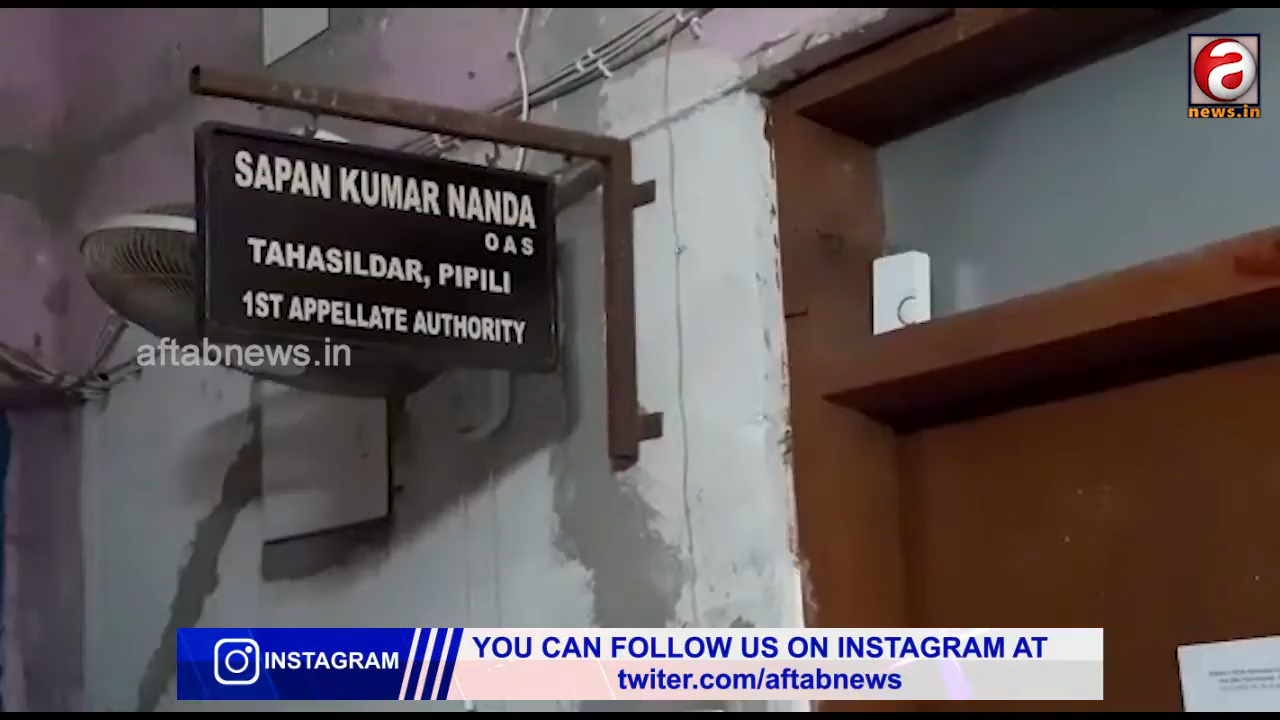 news.in
SAPAN KUMAR NANDA
OAS
TAHASILDAR, PIPILI
1ST APPELLATE AUTHORITY
aftabnews.in
INSTAGRAM
YOU CAN FOLLOW US ON INSTAGRAM AT
twiter.com/aftabnews